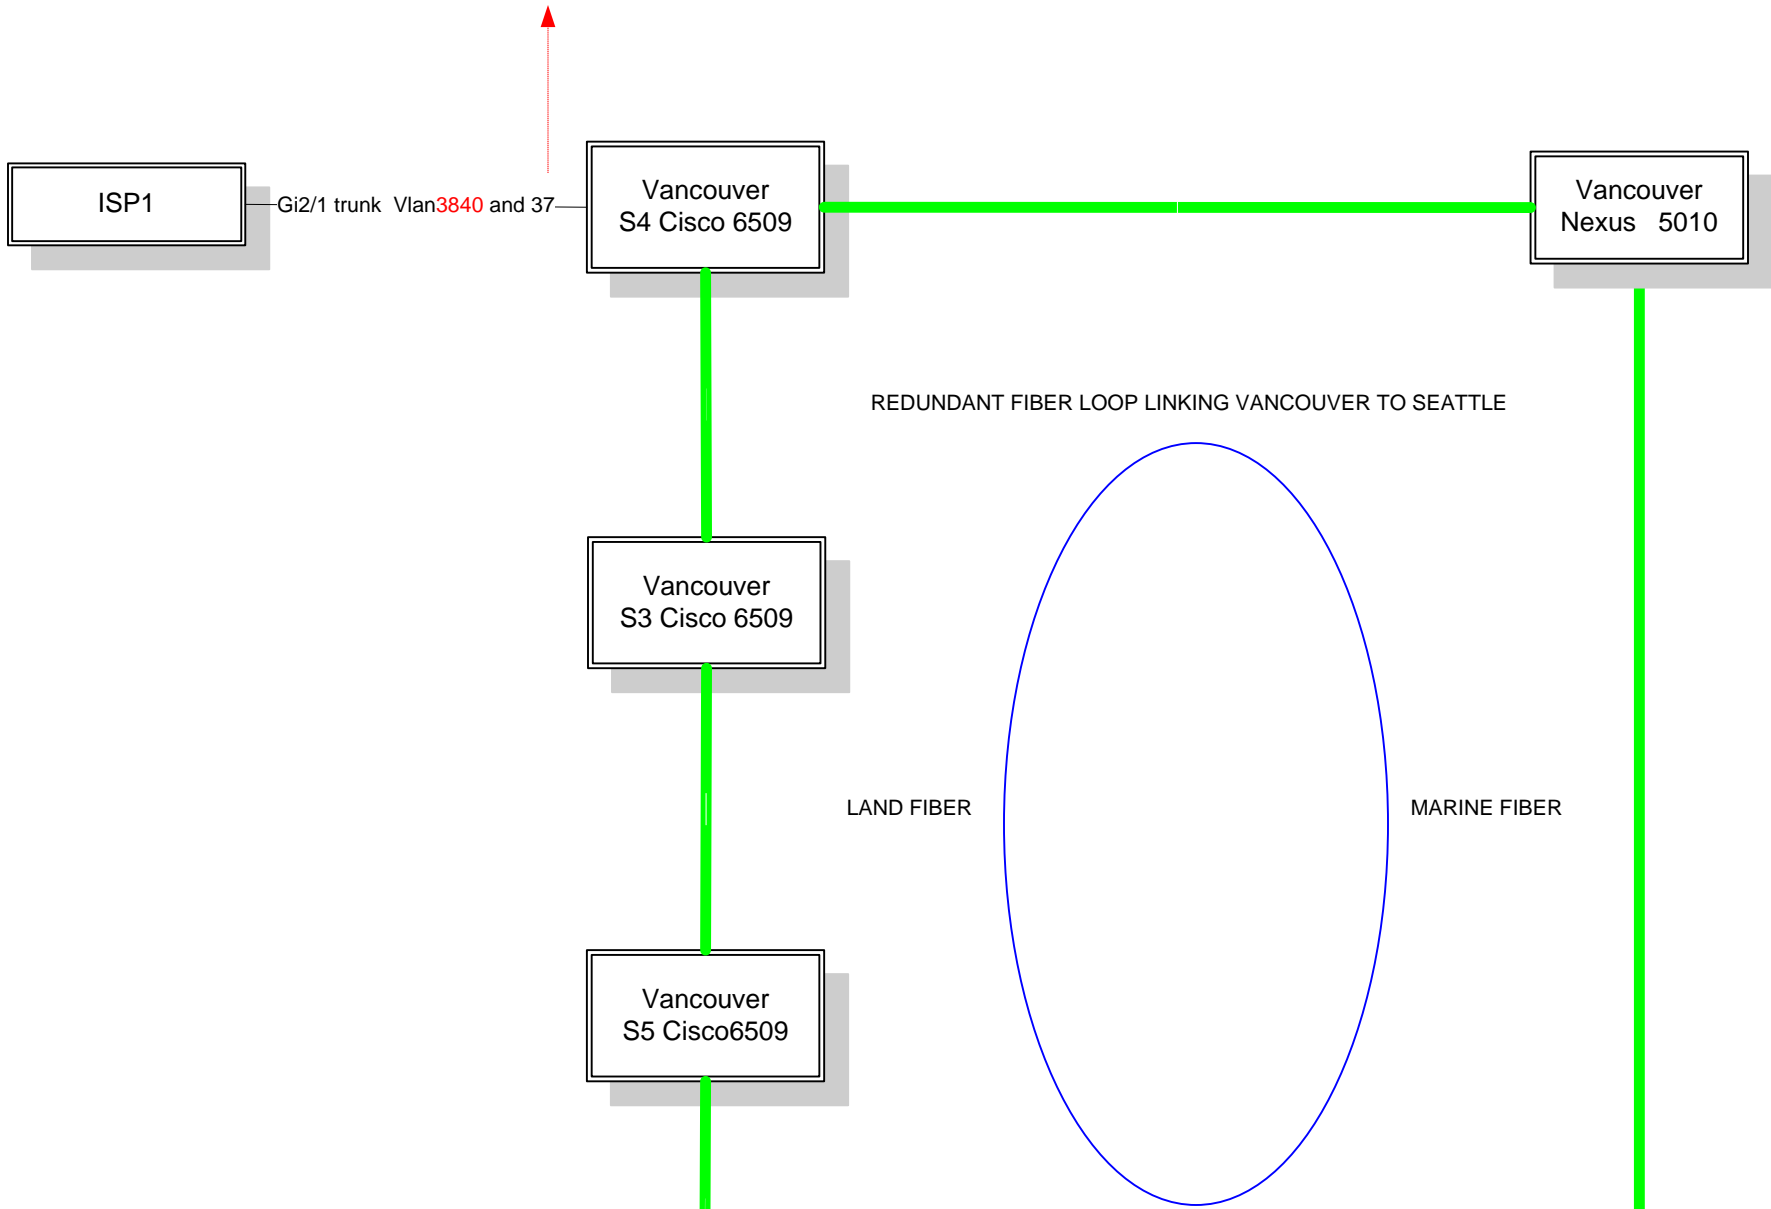 ISP1
Gi2/1 trunk  Vlan3840 and 37
Vancouver
S4 Cisco 6509
Vancouver
Nexus   5010
REDUNDANT FIBER LOOP LINKING VANCOUVER TO SEATTLE
Vancouver
S3 Cisco 6509
LAND FIBER
MARINE FIBER
Vancouver
S5 Cisco6509